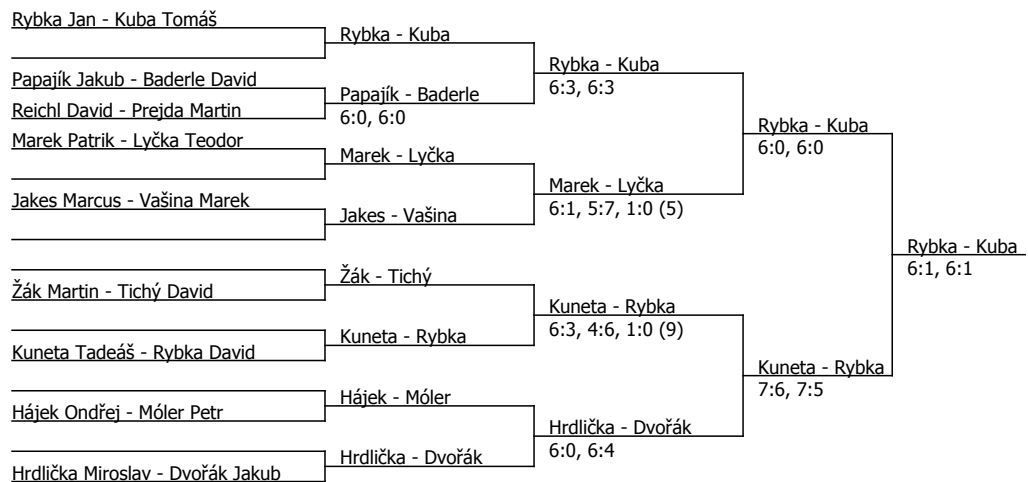 Rybka Jan - Kuba Tomáš
Papajík Jakub - Baderle David
Reichl David - Prejda Martin
Marek Patrik - Lyčka Teodor
Jakes Marcus - Vašina Marek
Žák Martin - Tichý David
Kuneta Tadeáš - Rybka David
Hájek Ondřej - Móler Petr
Hrdlička Miroslav - Dvořák Jakub
Rybka - Kuba
Papajík - Baderle
6:0, 6:0
Marek - Lyčka
Jakes - Vašina
Žák - Tichý
Kuneta - Rybka
Hájek - Móler
Hrdlička - Dvořák
Rybka - Kuba
6:3, 6:3
Marek - Lyčka
6:1, 5:7, 1:0 (5)
Kuneta - Rybka
6:3, 4:6, 1:0 (9)
Hrdlička - Dvořák
6:0, 6:4
Rybka - Kuba
6:0, 6:0
Kuneta - Rybka
7:6, 7:5
Rybka - Kuba
6:1, 6:1